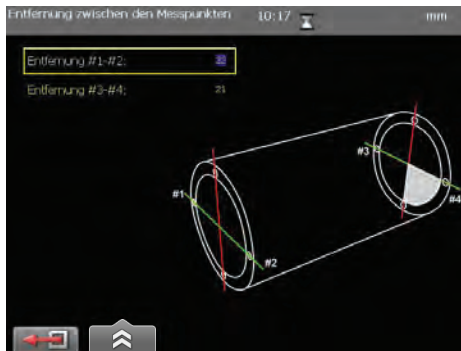 Entfernung zwischen den Messpunkten 10:17 mm
Entfernung #1-#2:
Entfernung #3-#4: 21
#3
#1
#4
#2